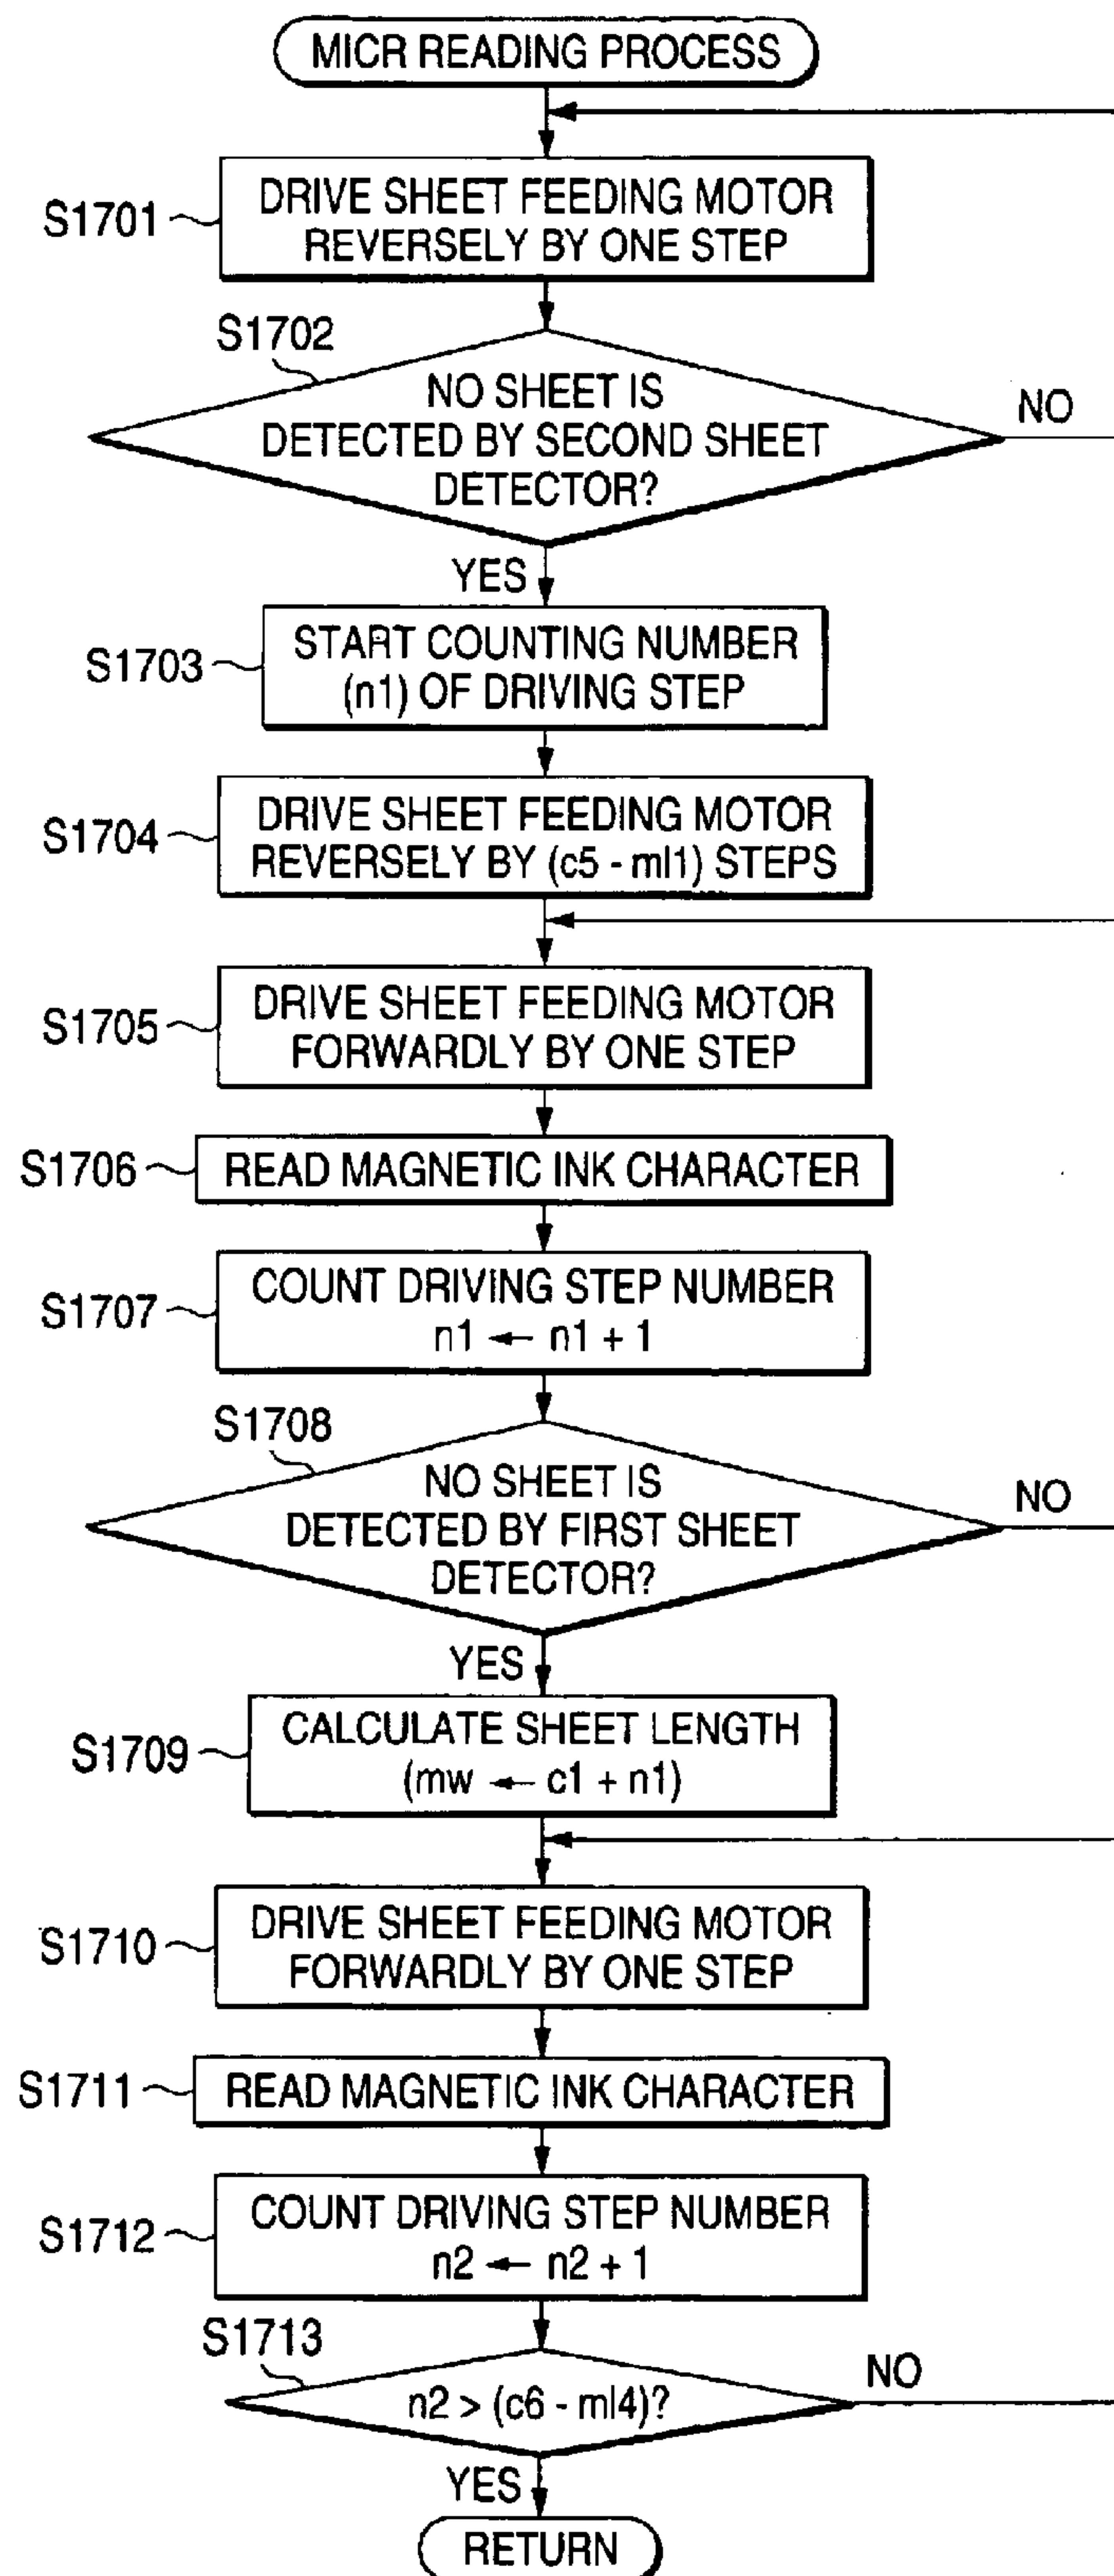 MICR READING PROCESS
S1701
DRIVE SHEET FEEDING MOTOR
REVERSELY BY ONE STEP
S1702
NO SHEET IS
DETECTED BY SECOND SHEET
DETECTOR?
NO
YES
S1703
START COUNTING NUMBER
(n1) OF DRIVING STEP
S1704
DRIVE SHEET FEEDING MOTOR
REVERSELY BY (c5 - ml1) STEPS
S1705
DRIVE SHEET FEEDING MOTOR
FORWARDLY BY ONE STEP
S1706
READ MAGNETIC INK CHARACTER
S1707
COUNT DRIVING STEP NUMBER
n1 ← n1 + 1
S1708
NO SHEET IS
DETECTED BY FIRST SHEET
DETECTOR?
NO
YES
S1709
CALCULATE SHEET LENGTH
(mw ← c1 + n1)
S1710
DRIVE SHEET FEEDING MOTOR
FORWARDLY BY ONE STEP
S1711
READ MAGNETIC INK CHARACTER
S1712
COUNT DRIVING STEP NUMBER
n2 ← n2 + 1
S1713
n2 > (c6 - ml4)?
NO
YES
RETURN